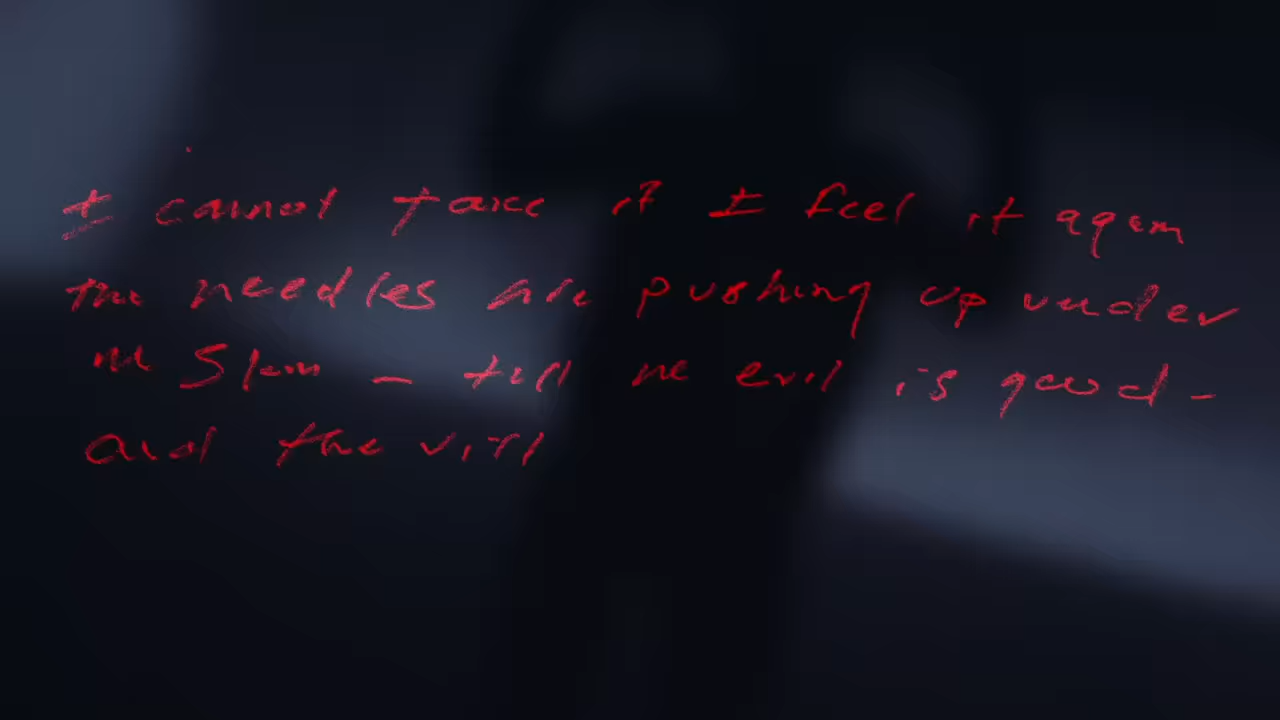 I cannot take it I feel it again
the needles are pushing up under
me skin - tell me evil is good -
and the